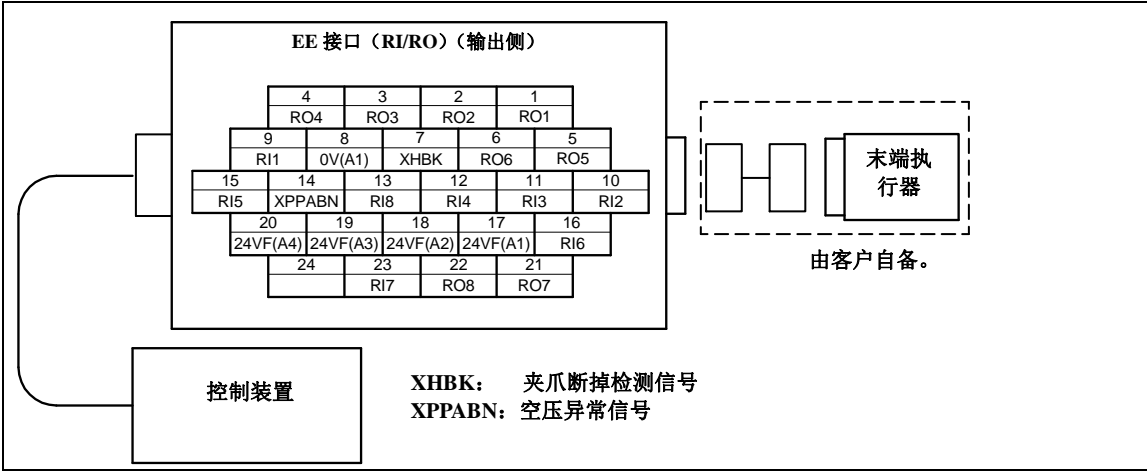 EE 接口（RI/RO）（输出侧）
4 3 2 1
RO4 RO3 RO2 RO1
9 8 7 6 5
RI1 0V(A1) XHBK RO6 RO5
15 14 13 12 11 10
RI5 XPPABN RI8 RI4 RI3 RI2
20 19 18 17 16
24VF(A4) 24VF(A3) 24VF(A2) 24VF(A1) RI6
24 23 22 21
RI7 RO8 RO7
末端执
行器
由客户自备。
控制装置
XHBK： 夹爪断掉检测信号
XPPABN：空压异常信号